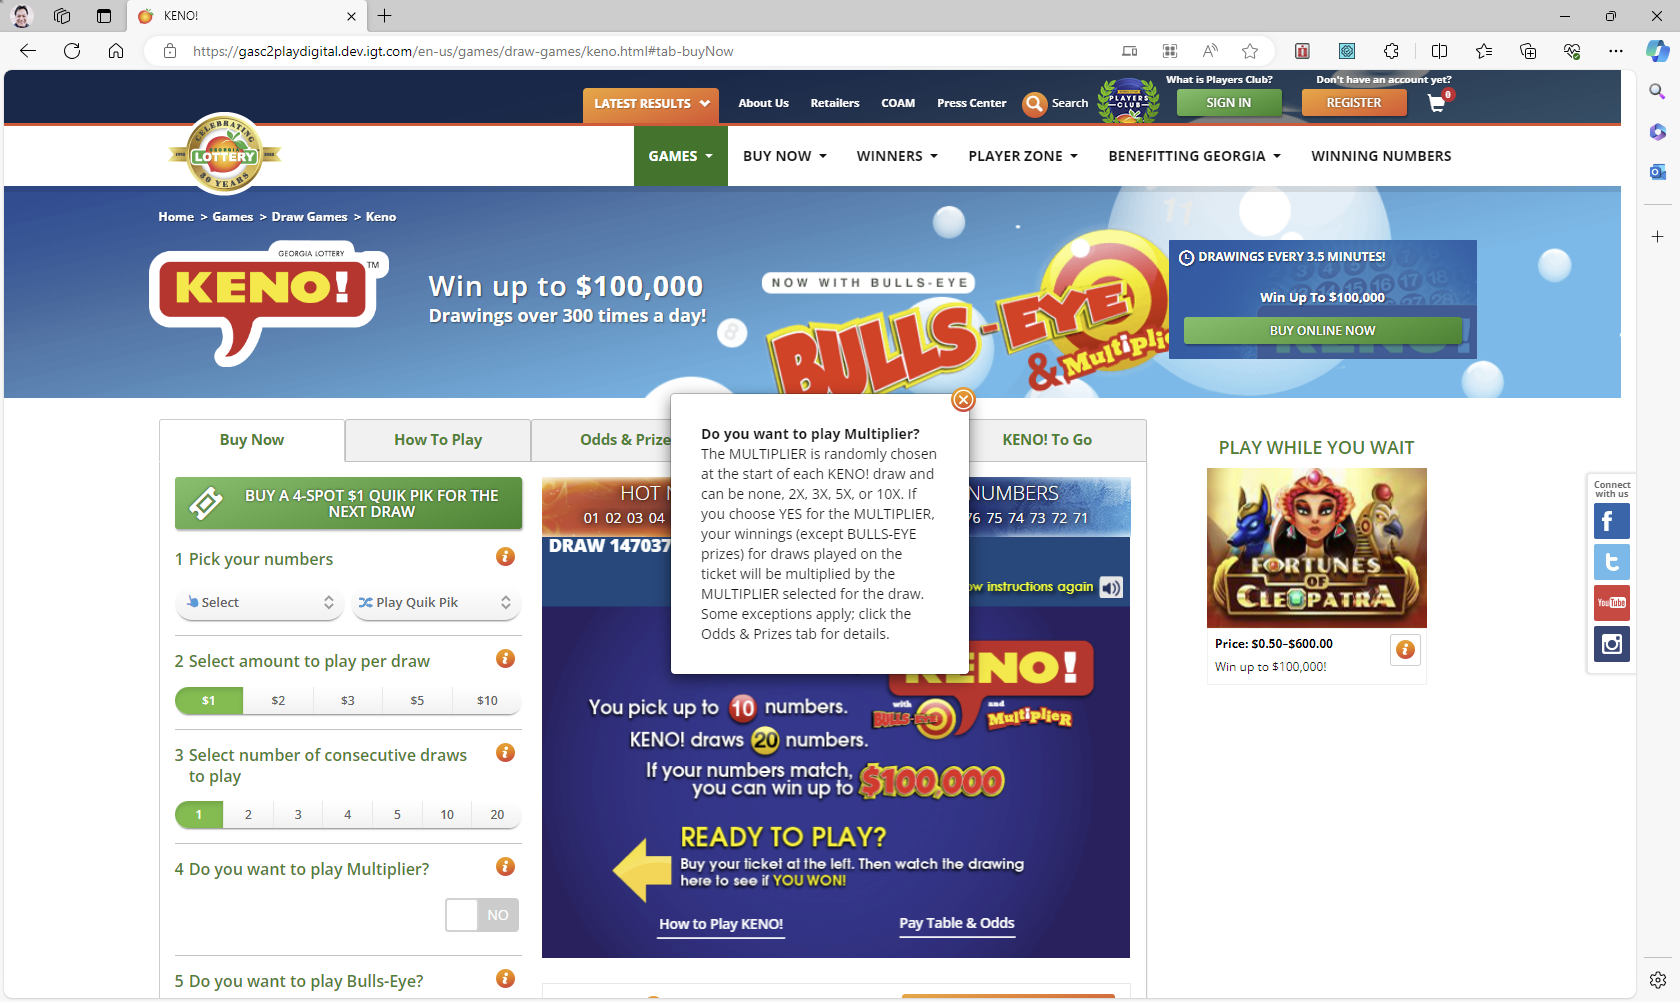 KENO!
https://gasc2playdigital.dev.igt.com/en-us/games/draw-games/keno.html#tab-buyNow
LATEST RESULTS
About Us
Retailers
COAM
Press Center
Search
PLAYERS CLUB
What is Players Club?
SIGN IN
Don't have an account yet?
REGISTER
0
CELEBRATING
GEORGIA
LOTTERY
30 YEARS
GAMES
BUY NOW
WINNERS
PLAYER ZONE
BENEFITTING GEORGIA
WINNING NUMBERS
Home > Games > Draw Games > Keno
GEORGIA LOTTERY
KENO!
TM
Win up to $100,000
Drawings over 300 times a day!
8
11
NOW WITH BULLS-EYE
BULLS-EYE
& Multiplie
DRAWINGS EVERY 3.5 MINUTES!
Win Up To $100,000
BUY ONLINE NOW
Buy Now
How To Play
Odds & Prize
KENO! To Go
BUY A 4-SPOT $1 QUIK PIK FOR THE
NEXT DRAW
1 Pick your numbers
Select
Play Quik Pik
2 Select amount to play per draw
$1 $2 $3 $5 $10
3 Select number of consecutive draws
to play
1 2 3 4 5 10 20
4 Do you want to play Multiplier?
NO
5 Do you want to play Bulls-Eye?
HOT N
01 02 03 04
NUMBERS
76 75 74 73 72 71
DRAW 147037
ow instructions again
Do you want to play Multiplier?
The MULTIPLIER is randomly chosen
at the start of each KENO! draw and
can be none, 2X, 3X, 5X, or 10X. If
you choose YES for the MULTIPLIER,
your winnings (except BULLS-EYE
prizes) for draws played on the
ticket will be multiplied by the
MULTIPLIER selected for the draw.
Some exceptions apply; click the
Odds & Prizes tab for details.
KENO!
with
BULLS-EYE
and
Multiplier
You pick up to 10 numbers.
KENO! draws 20 numbers.
If your numbers match,
you can win up to $100,000
READY TO PLAY?
Buy your ticket at the left. Then watch the drawing
here to see if YOU WON!
How to Play KENO!
Pay Table & Odds
PLAY WHILE YOU WAIT
FORTUNES
OF
CLEOPATRA
Price: $0.50–$600.00
Win up to $100,000!
Connect
with us
f
t
YouTube